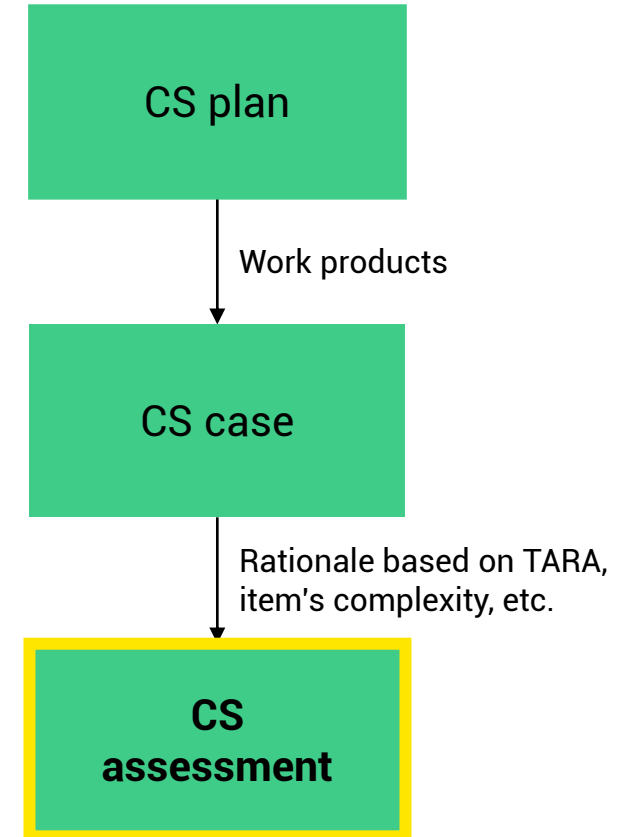 CS plan
Work products
CS case
Rationale based on TARA,
item's complexity, etc.
CS
assessment